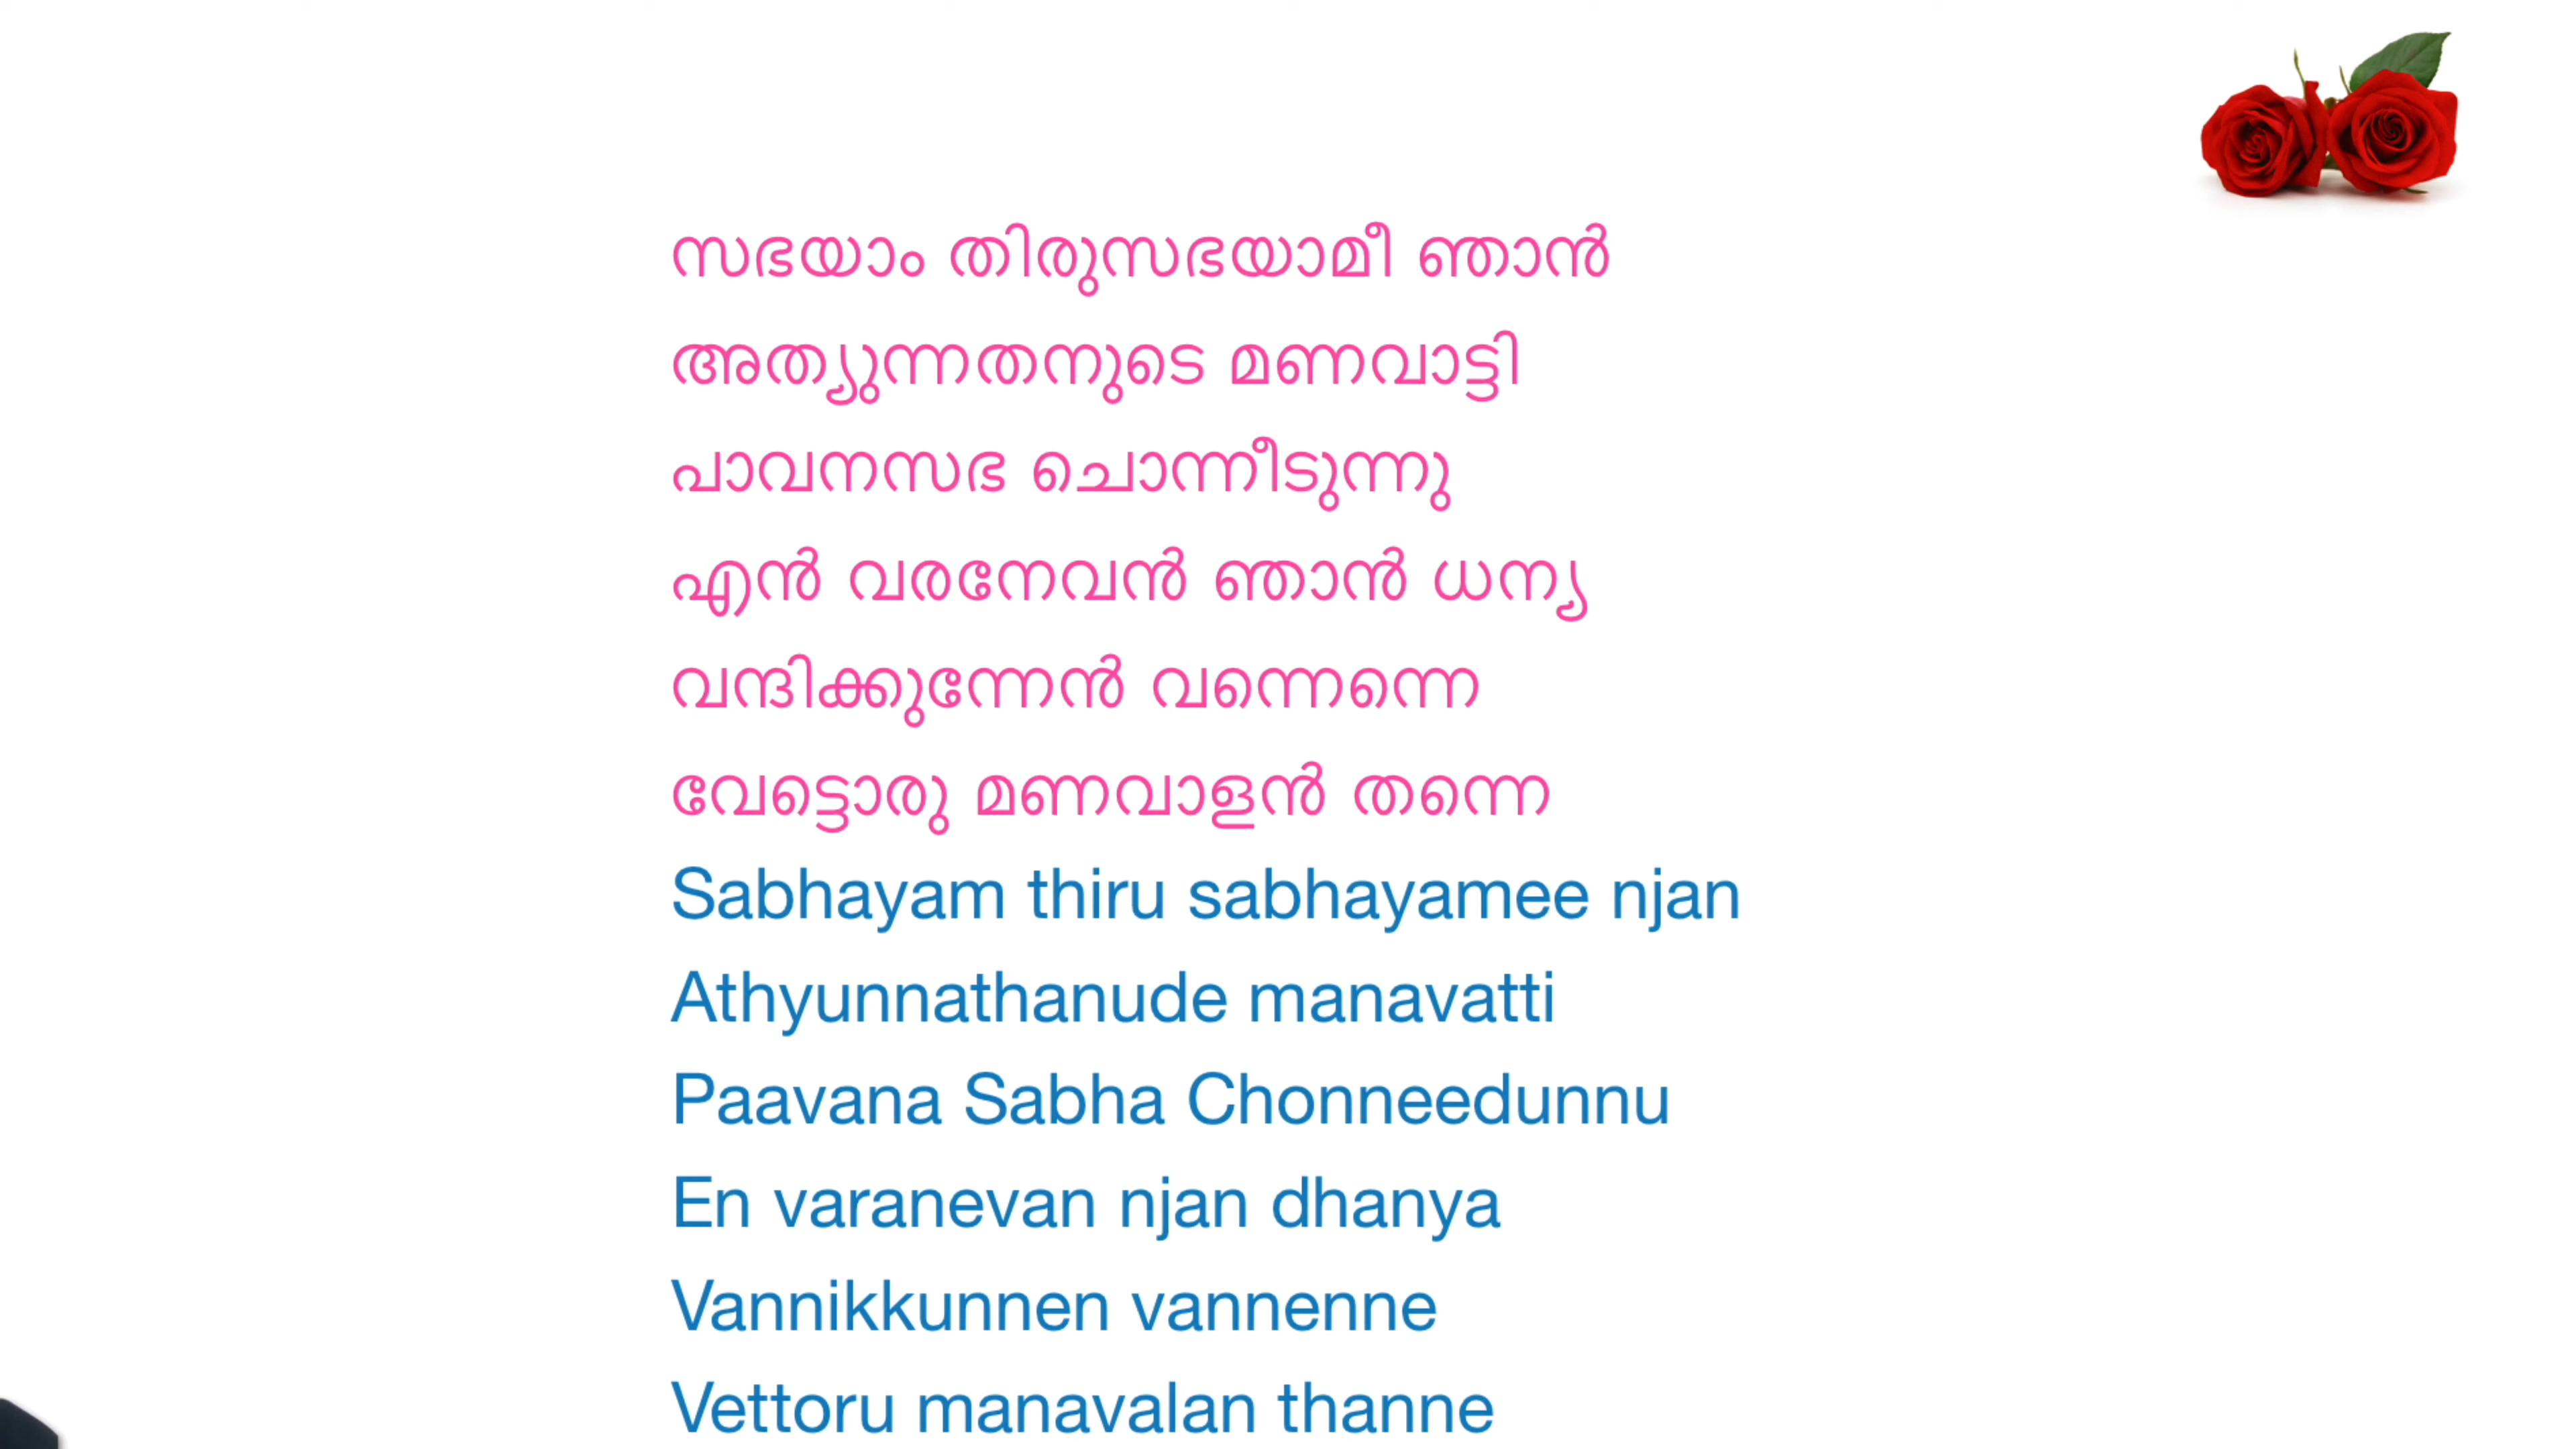 സഭയാം തിരുസഭയാമീ ഞാൻ
അത്യുന്നതനുടെ മണവാട്ടി
പാവനസഭ ചൊന്നീടുന്നു
എൻ വരനേവൻ ഞാൻ ധന്യ
വന്ദിക്കുന്നേൻ വന്നെന്നെ
വേട്ടൊരു മണവാളൻ തന്നെ
Sabhayam thiru sabhayamee njan
Athyunnathanude manavatti
Paavana Sabha Chonneedunnu
En varanevan njan dhanya
Vannikkunnen vannenne
Vettoru manavalan thanne